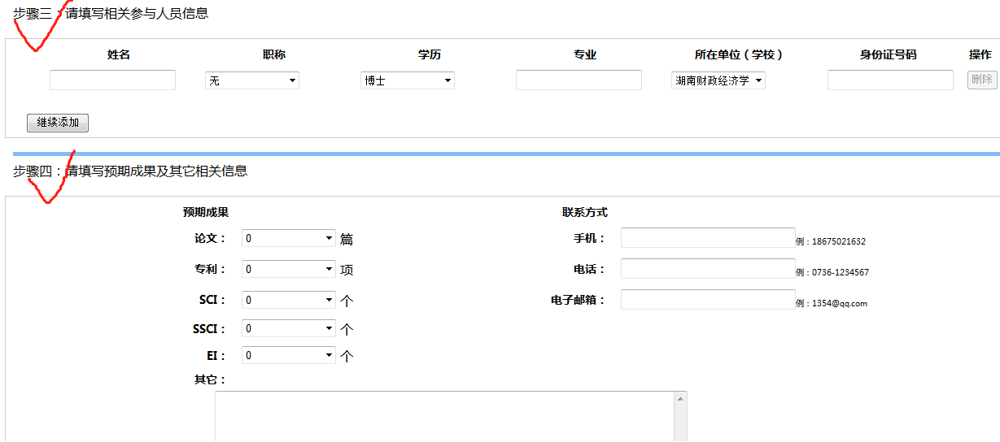 步骤三：请填写相关参与人员信息
姓名 职称 学历 专业 所在单位（学校） 身份证号码 操作
无 博士 湖南财政经济学 删除
继续添加
步骤四：请填写预期成果及其它相关信息
预期成果 联系方式
论文： 0 篇 手机： 例：18675021632
专利： 0 项 电话： 例：0736-1234567
SCI： 0 个 电子邮箱： 例：1354@qq.com
SSCI： 0 个
EI： 0 个
其它：